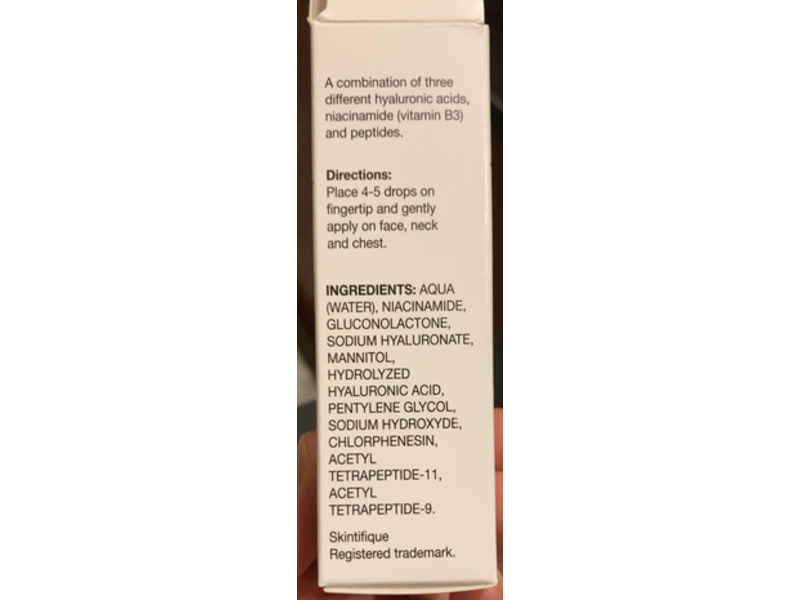 A combination of three
different hyaluronic acids,
niacinamide (vitamin B3)
and peptides.
Directions:
Place 4-5 drops on
fingertip and gently
apply on face, neck
and chest.
INGREDIENTS: AQUA
(WATER), NIACINAMIDE,
GLUCONOLACTONE,
SODIUM HYALURONATE,
MANNITOL,
HYDROLYZED
HYALURONIC ACID,
PENTYLENE GLYCOL,
SODIUM HYDROXYDE,
CHLORPHENESIN,
ACETYL
TETRAPEPTIDE-11,
ACETYL
TETRAPEPTIDE-9.
Skintifique
Registered trademark.